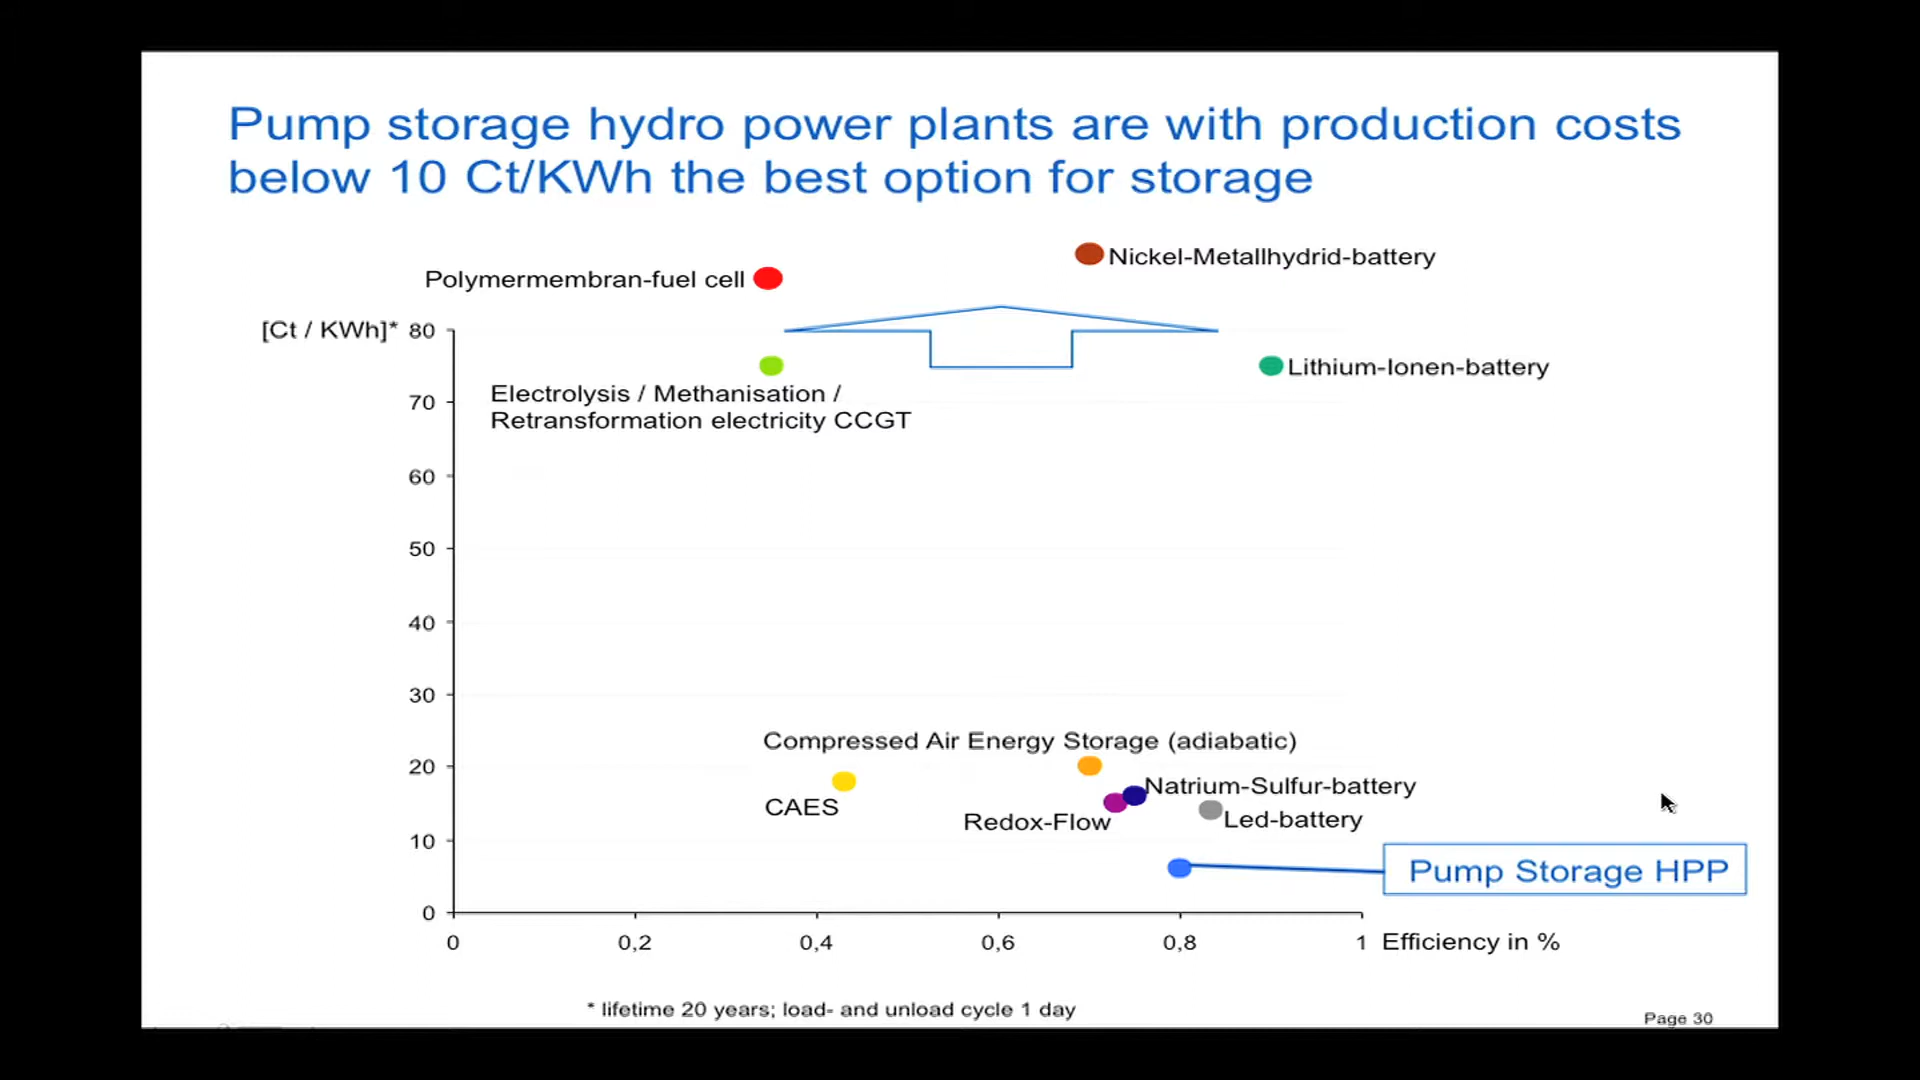 Pump storage hydro power plants are with production costs
below 10 Ct/KWh the best option for storage
Nickel-Metallhydrid-battery
Polymermembran-fuel cell
[Ct / KWh]* 80
Lithium-Ionen-battery
Electrolysis / Methanisation /
Retransformation electricity CCGT
70
60
50
40
30
Compressed Air Energy Storage (adiabatic)
20
Natrium-Sulfur-battery
CAES
Redox-Flow
Led-battery
10
Pump Storage HPP
0
0 0,2 0,4 0,6 0,8 1 Efficiency in %
* lifetime 20 years; load- and unload cycle 1 day
Page 30